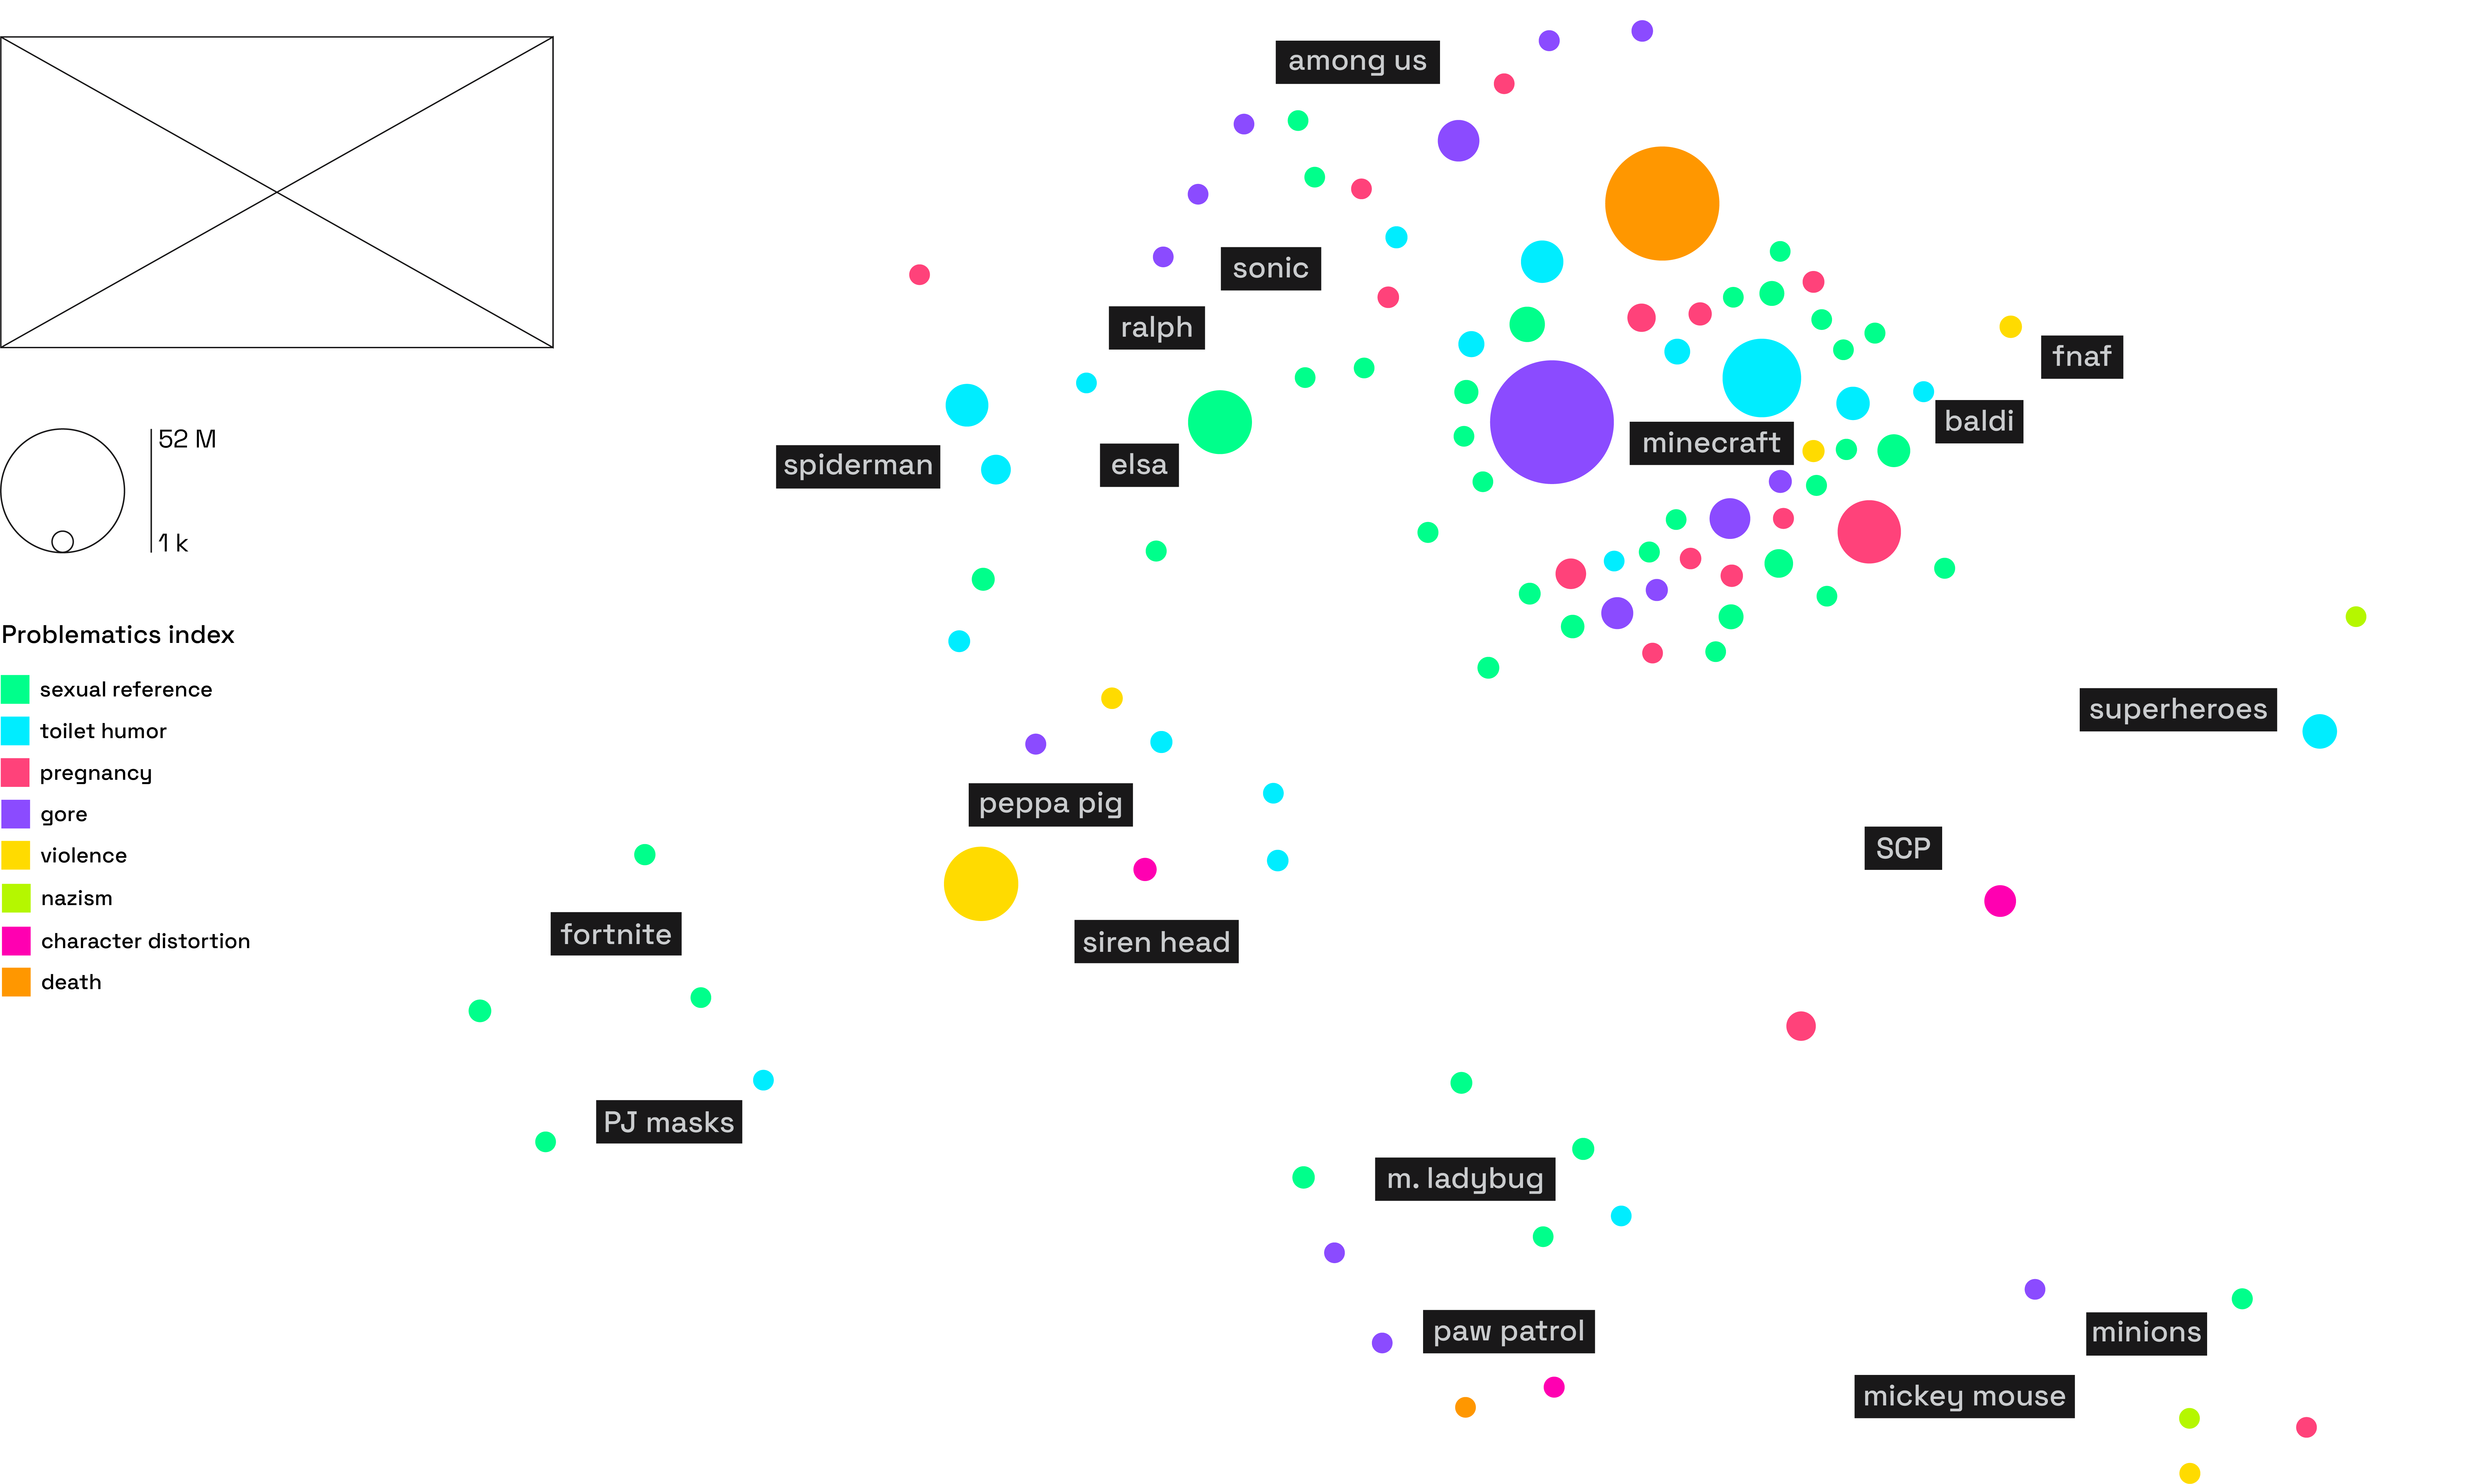 52 M
1 k
Problematics index
sexual reference
toilet humor
pregnancy
gore
violence
nazism
character distortion
death
among us
sonic
ralph
fnaf
baldi
minecraft
spiderman
elsa
superheroes
peppa pig
SCP
fortnite
siren head
PJ masks
m. ladybug
paw patrol
minions
mickey mouse